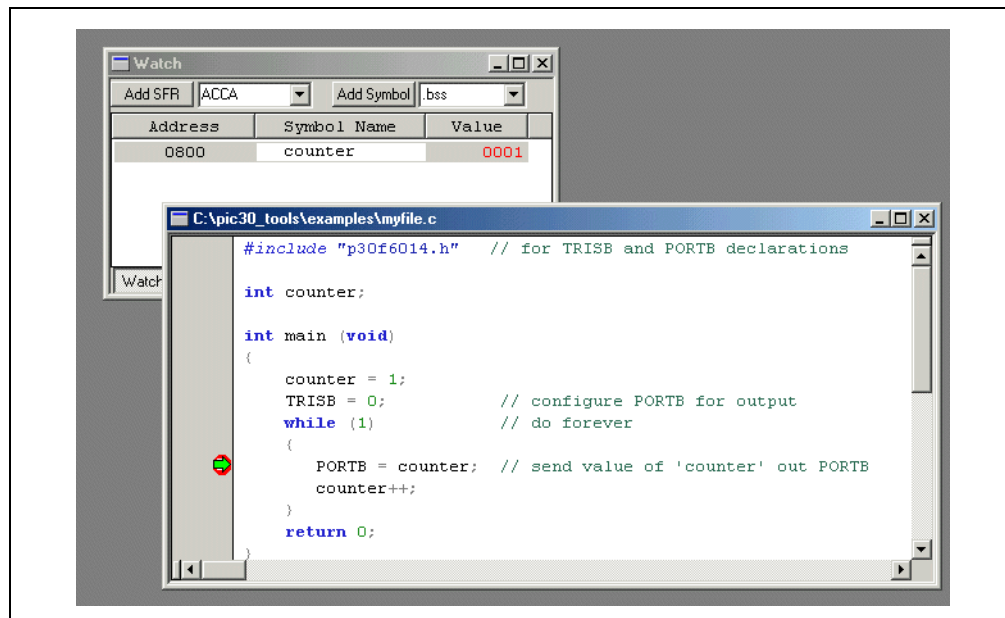 Watch
Add SFR ACCA Add Symbol .bss
Address Symbol Name Value
0800 counter 0001
Watch
C:\pic30_tools\examples\myfile.c
#include "p30f6014.h" // for TRISB and PORTB declarations
int counter;
int main (void)
{
counter = 1;
TRISB = 0; // configure PORTB for output
while (1) // do forever
{
PORTB = counter; // send value of 'counter' out PORTB
counter++;
}
return 0;
}